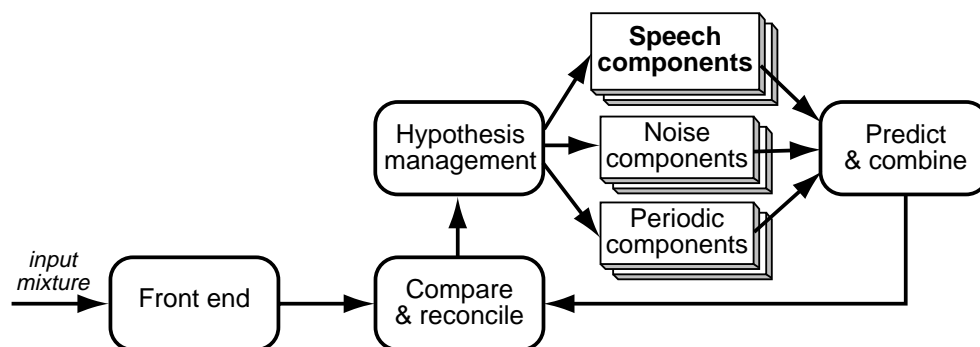 Speech
components
Hypothesis
management
Noise
components
Predict
& combine
Periodic
components
input
mixture
Front end
Compare
& reconcile